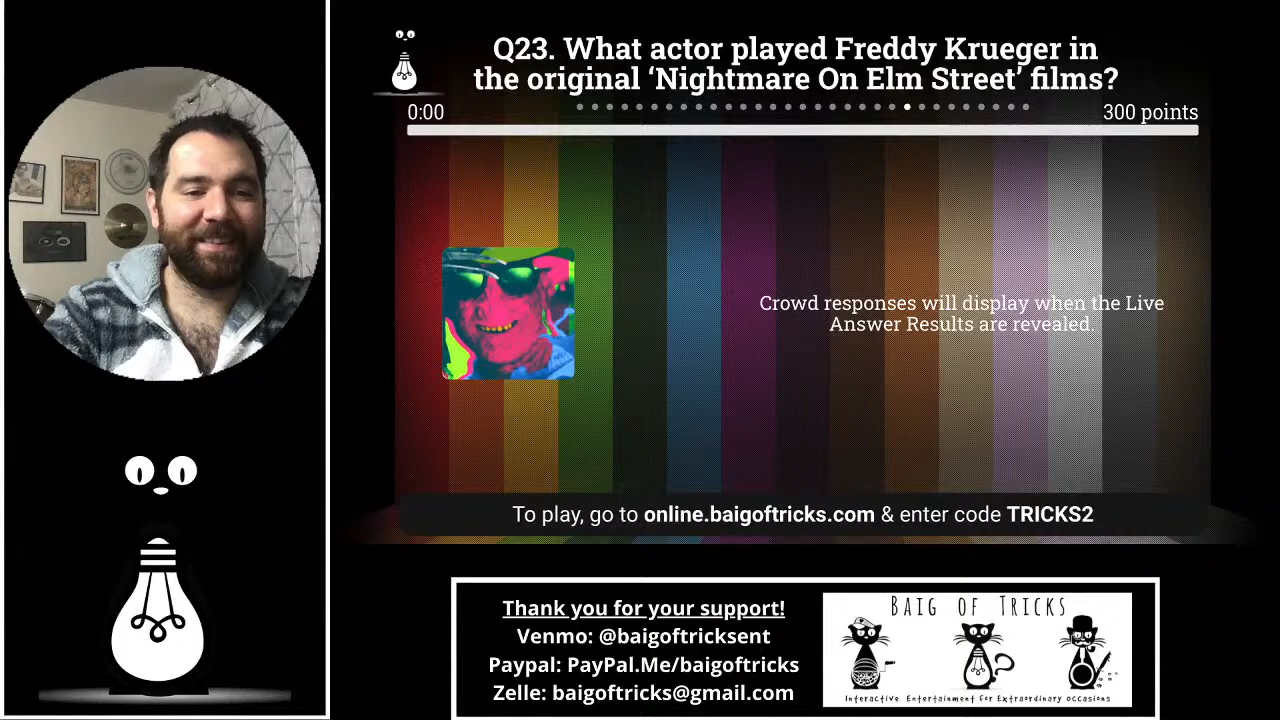 Q23. What actor played Freddy Krueger in
the original ‘Nightmare On Elm Street’ films?
0:00
300 points
Crowd responses will display when the Live
Answer Results are revealed.
To play, go to online.baigoftricks.com & enter code TRICKS2
Thank you for your support!
Venmo: @baigoftricksent
Paypal: PayPal.Me/baigoftricks
Zelle: baigoftricks@gmail.com
BAIG OF TRICKS
Interactive Entertainment for Extraordinary Occasions